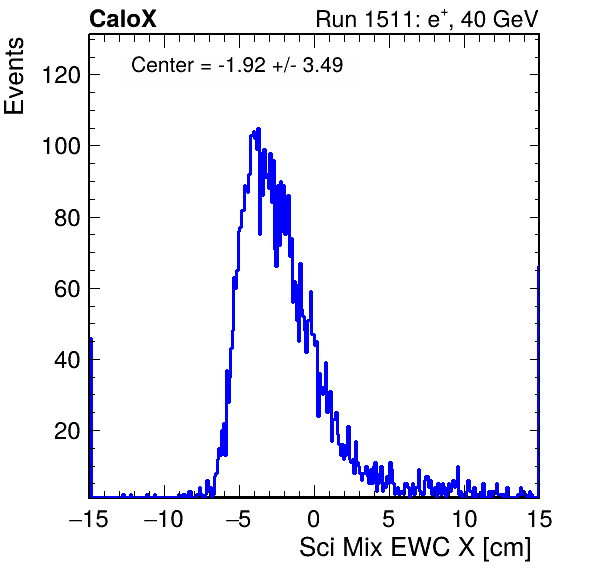 CaloX Run 1511: e⁺, 40 GeV
Center = -1.92 +/- 3.49
Events
120
100
80
60
40
20
−15 −10 −5 0 5 10 15
Sci Mix EWC X [cm]